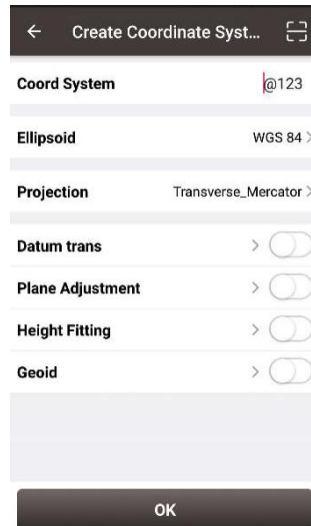 Create Coordinate Syst...
Coord System @123
Ellipsoid WGS 84
Projection Transverse_Mercator
Datum trans
Plane Adjustment
Height Fitting
Geoid
OK